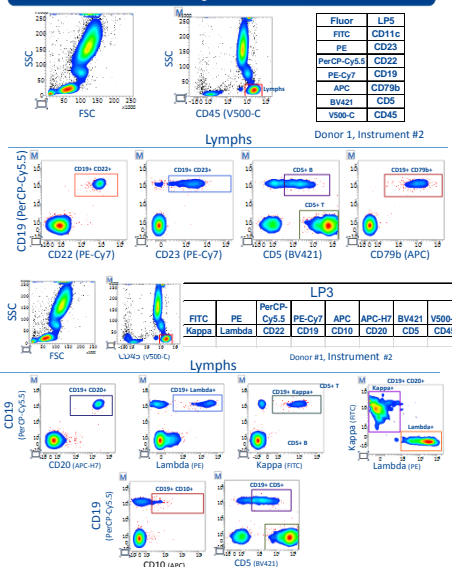 SSC
FSC
SSC
Lymphs
CD45 (V500-C
Fluor LP5
FITC CD11c
PE CD23
PerCP-Cy5.5 CD22
PE-Cy7 CD19
APC CD79b
BV421 CD5
V500-C CD45
Donor 1, Instrument #2
Lymphs
CD19 (PerCP-Cy5.5)
CD19+ CD22+
CD22 (PE-Cy7)
CD19+ CD23+
CD23 (PE-Cy7)
CD5+ B
CD5+ T
CD5 (BV421)
CD19+ CD79b+
CD79b (APC)
SSC
FSC
CD45 (V500-C)
LP3
FITC PE PerCP-Cy5.5 PE-Cy7 APC APC-H7 BV421 V500-
Kappa Lambda CD22 CD19 CD10 CD20 CD5 CD45
Donor #1, Instrument #2
Lymphs
CD19
(PerCP-Cy5.5)
CD19+ CD20+
CD20 (APC-H7)
CD19+ Lambda+
Lambda (PE)
CD5+ T
CD19+ Kappa+
CD5+ B
Kappa (FITC)
CD19+ CD20+
Kappa+
Lambda+
Kappa (FITC)
Lambda (PE)
CD19
(PerCP-Cy5.5)
CD19+ CD10+
CD10 (APC)
CD19+ CD5+
CD5 (BV421)